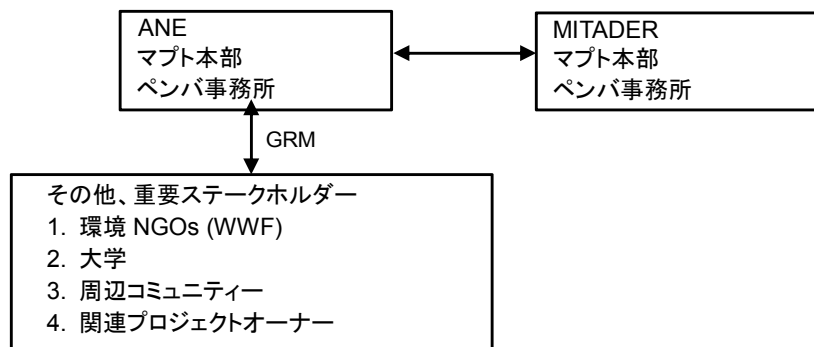 ANE
マプト本部
ペンバ事務所
MITADER
マプト本部
ペンバ事務所
GRM
その他、重要ステークホルダー
1. 環境 NGOs (WWF)
2. 大学
3. 周辺コミュニティー
4. 関連プロジェクトオーナー